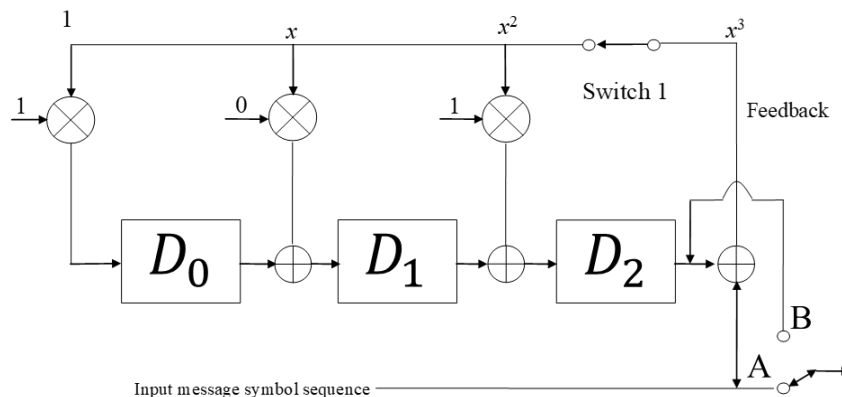 1 x x² x³
Switch 1
1 0 1 Feedback
D₀ D₁ D₂
B
A
Input message symbol sequence